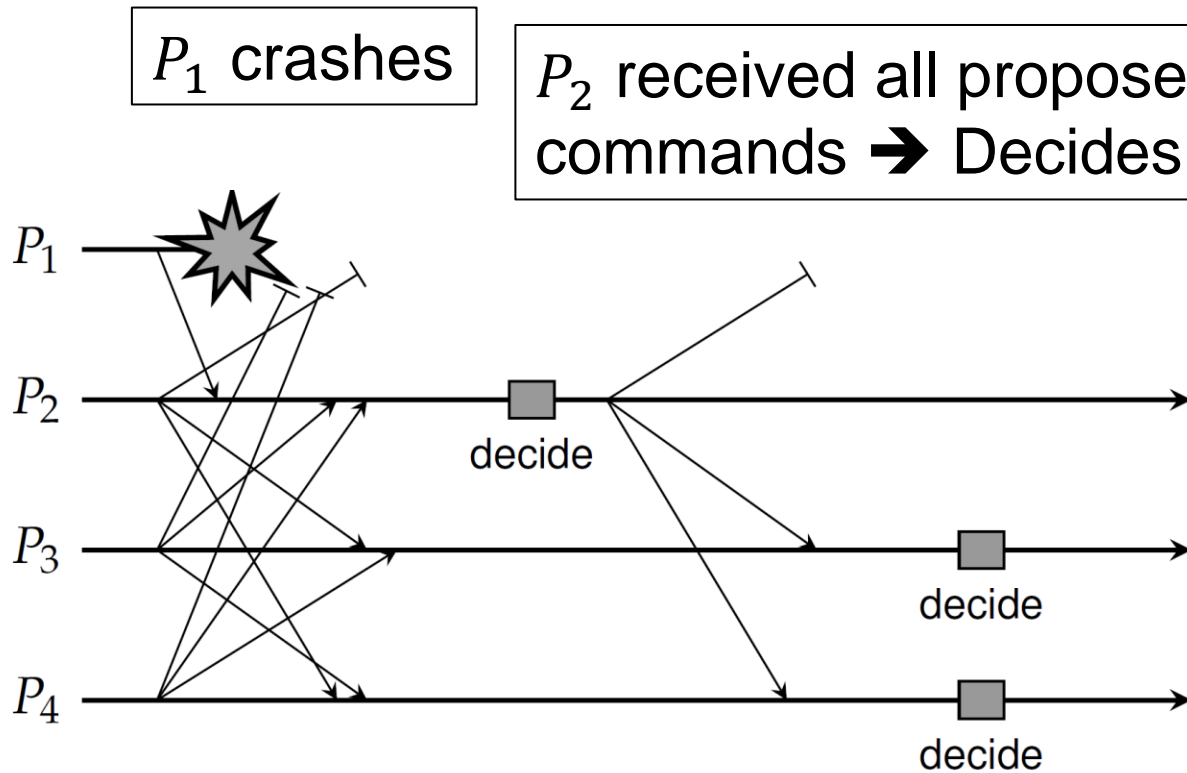 P₁ crashes
P₂ received all propose
commands ➔ Decides
P₁
P₂
decide
P₃
decide
P₄
decide